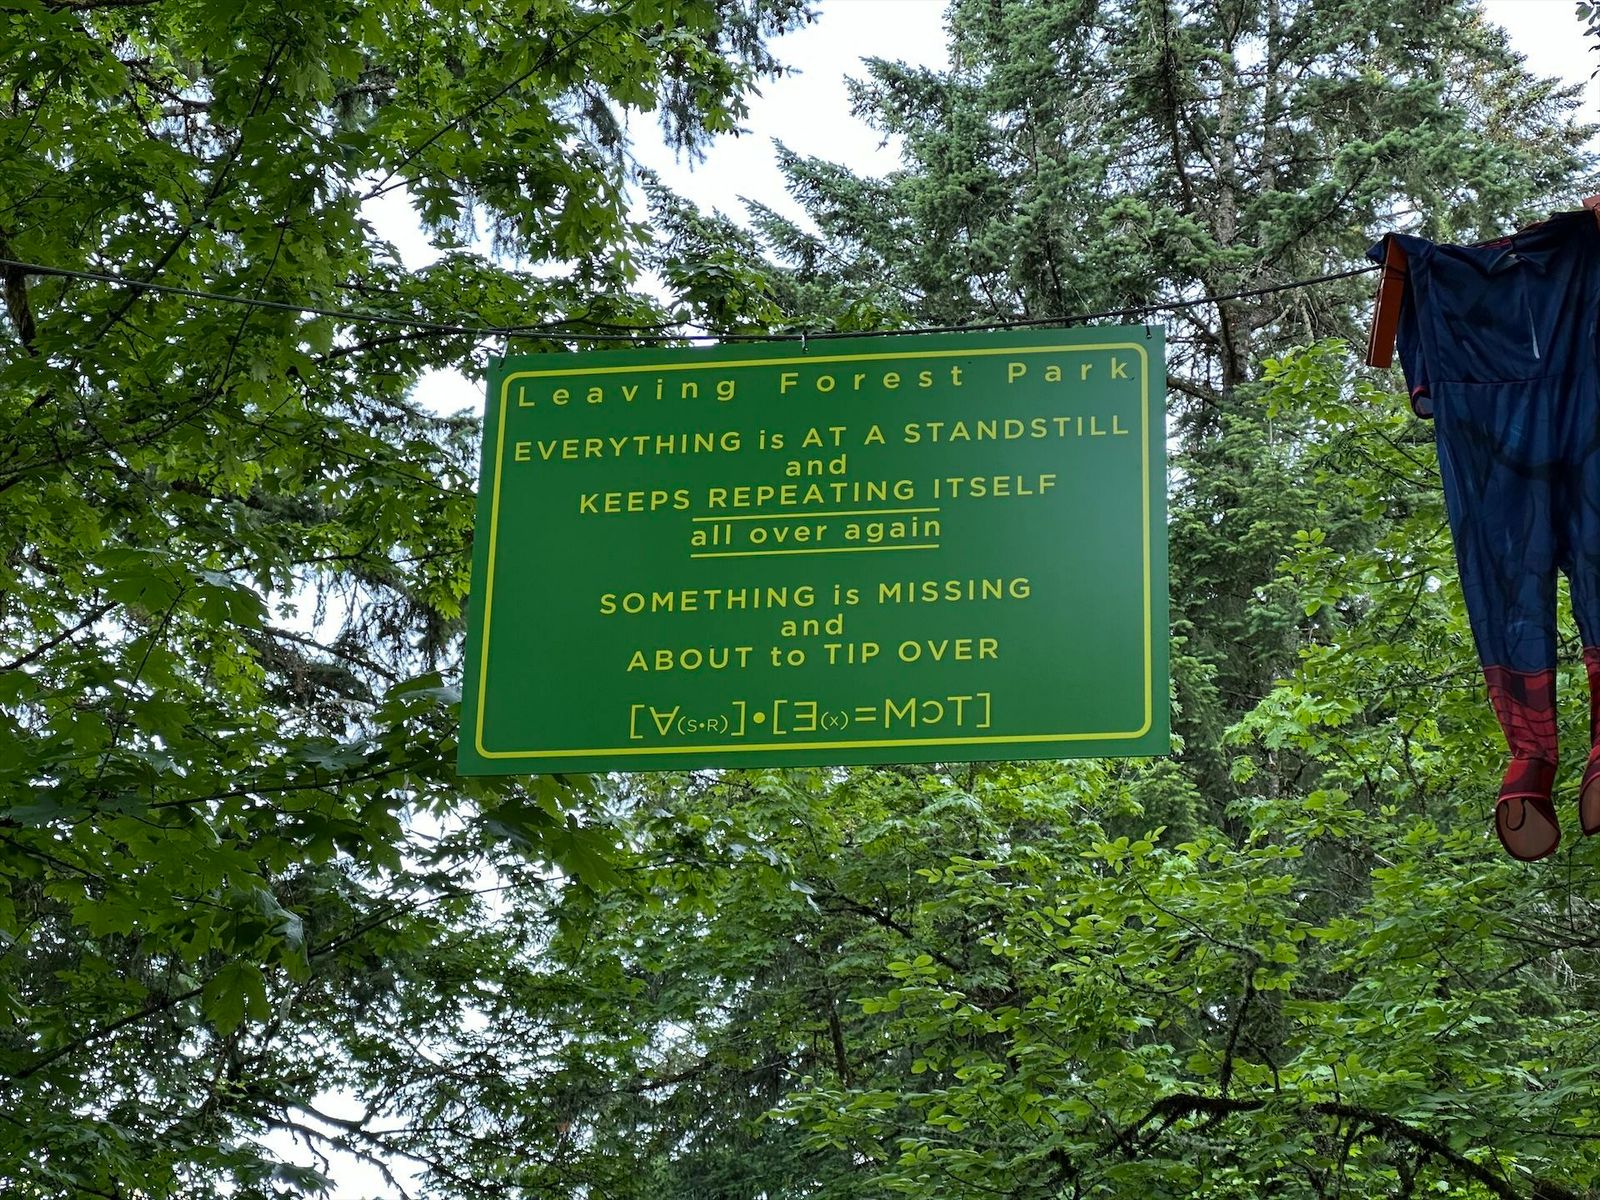 Leaving Forest Park
EVERYTHING is AT A STANDSTILL
and
KEEPS REPEATING ITSELF
all over again
SOMETHING is MISSING
and
ABOUT to TIP OVER
[∀(S•R)]•[∃(x)=MↃT]